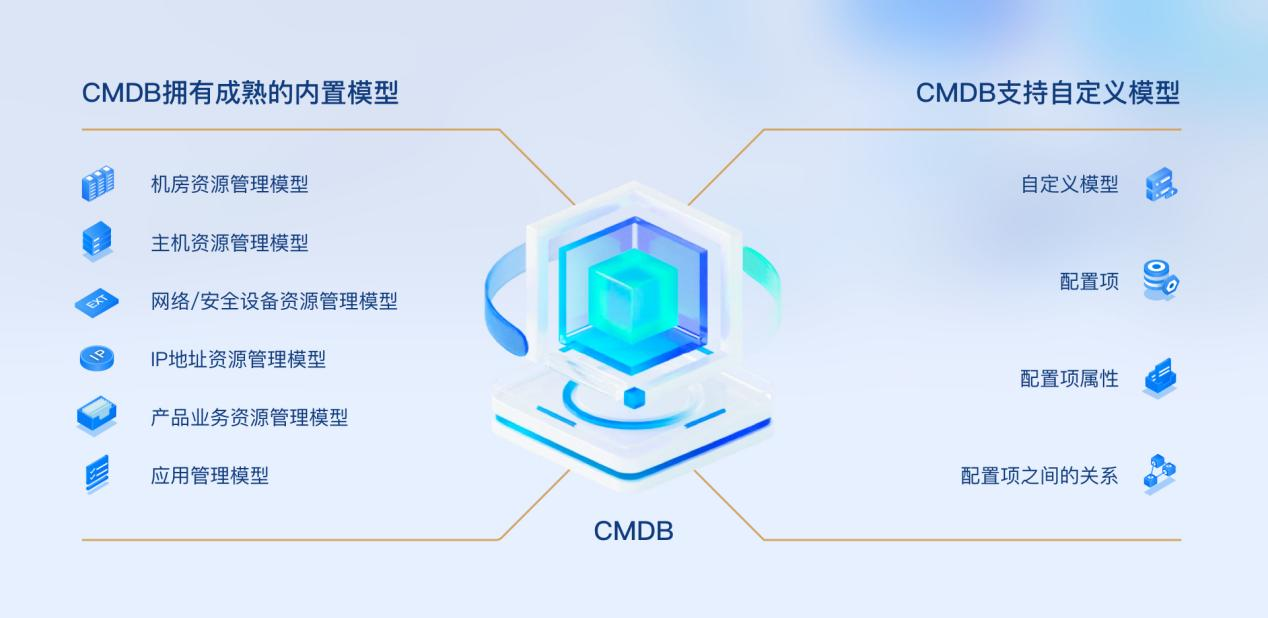 CMDB拥有成熟的内置模型
机房资源管理模型
主机资源管理模型
网络/安全设备资源管理模型
EXT
IP地址资源管理模型
IP
产品业务资源管理模型
应用管理模型
CMDB支持自定义模型
自定义模型
配置项
配置项属性
配置项之间的关系
CMDB